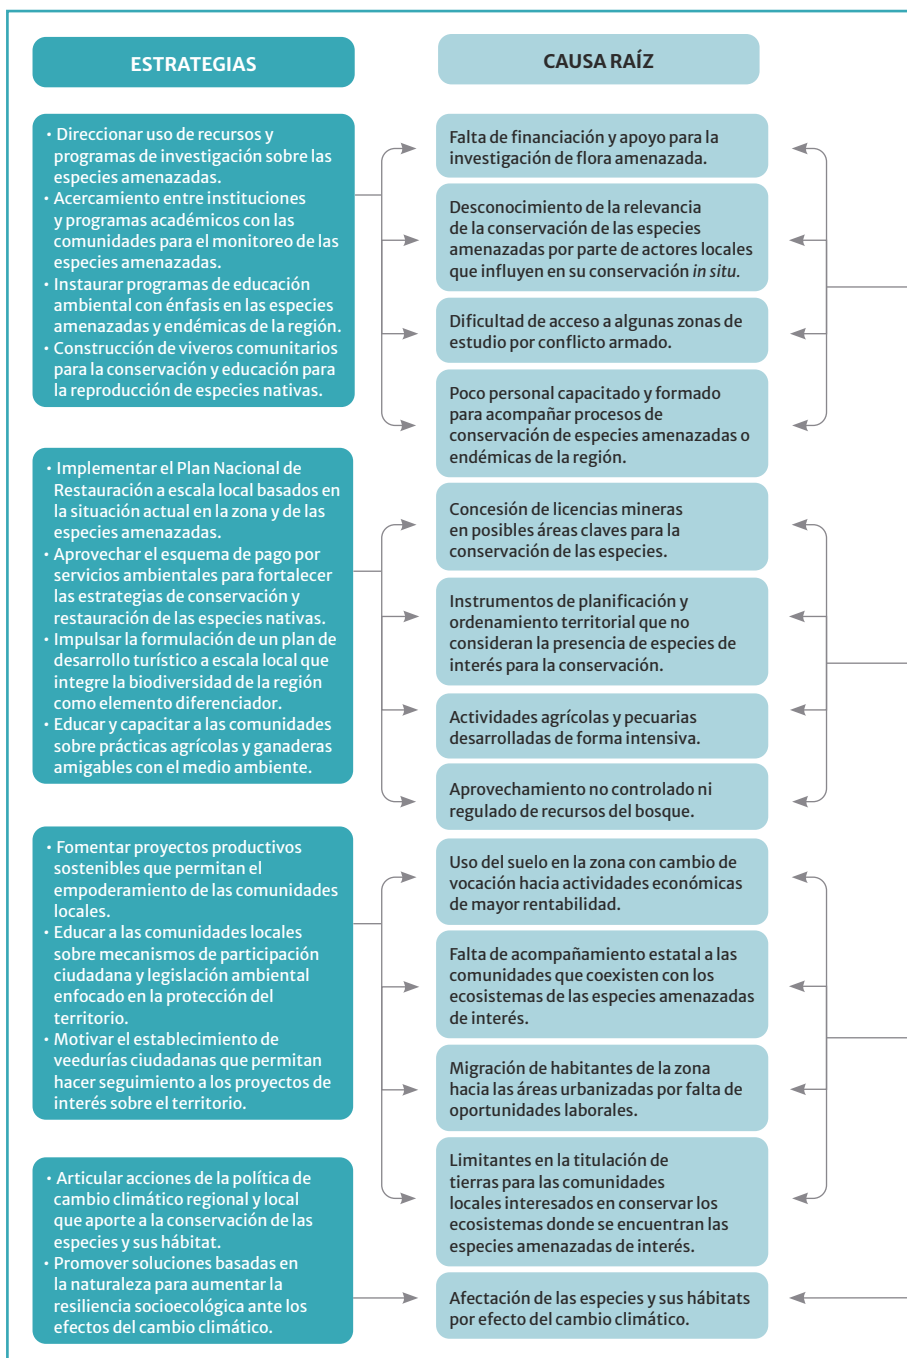 ESTRATEGIAS
• Direccionar uso de recursos y
programas de investigación sobre las
especies amenazadas.
• Acercamiento entre instituciones
y programas académicos con las
comunidades para el monitoreo de las
especies amenazadas.
• Instaurar programas de educación
ambiental con énfasis en las especies
amenazadas y endémicas de la región.
• Construcción de viveros comunitarios
para la conservación y educación para
la reproducción de especies nativas.
• Implementar el Plan Nacional de
Restauración a escala local basados en
la situación actual en la zona y de las
especies amenazadas.
• Aprovechar el esquema de pago por
servicios ambientales para fortalecer
las estrategias de conservación y
restauración de las especies nativas.
• Impulsar la formulación de un plan de
desarrollo turístico a escala local que
integre la biodiversidad de la región
como elemento diferenciador.
• Educar y capacitar a las comunidades
sobre prácticas agrícolas y ganaderas
amigables con el medio ambiente.
• Fomentar proyectos productivos
sostenibles que permitan el
empoderamiento de las comunidades
locales.
• Educar a las comunidades locales
sobre mecanismos de participación
ciudadana y legislación ambiental
enfocado en la protección del
territorio.
• Motivar el establecimiento de
veedurías ciudadanas que permitan
hacer seguimiento a los proyectos de
interés sobre el territorio.
• Articular acciones de la política de
cambio climático regional y local
que aporte a la conservación de las
especies y sus hábitat.
• Promover soluciones basadas en
la naturaleza para aumentar la
resiliencia socioecológica ante los
efectos del cambio climático.
CAUSA RAÍZ
Falta de financiación y apoyo para la
investigación de flora amenazada.
Desconocimiento de la relevancia
de la conservación de las especies
amenazadas por parte de actores locales
que influyen en su conservación in situ.
Dificultad de acceso a algunas zonas de
estudio por conflicto armado.
Poco personal capacitado y formado
para acompañar procesos de
conservación de especies amenazadas o
endémicas de la región.
Concesión de licencias mineras
en posibles áreas claves para la
conservación de las especies.
Instrumentos de planificación y
ordenamiento territorial que no
consideran la presencia de especies de
interés para la conservación.
Actividades agrícolas y pecuarias
desarrolladas de forma intensiva.
Aprovechamiento no controlado ni
regulado de recursos del bosque.
Uso del suelo en la zona con cambio de
vocación hacia actividades económicas
de mayor rentabilidad.
Falta de acompañamiento estatal a las
comunidades que coexisten con los
ecosistemas de las especies amenazadas
de interés.
Migración de habitantes de la zona
hacia las áreas urbanizadas por falta de
oportunidades laborales.
Limitantes en la titulación de
tierras para las comunidades
locales interesados en conservar los
ecosistemas donde se encuentran las
especies amenazadas de interés.
Afectación de las especies y sus hábitats
por efecto del cambio climático.